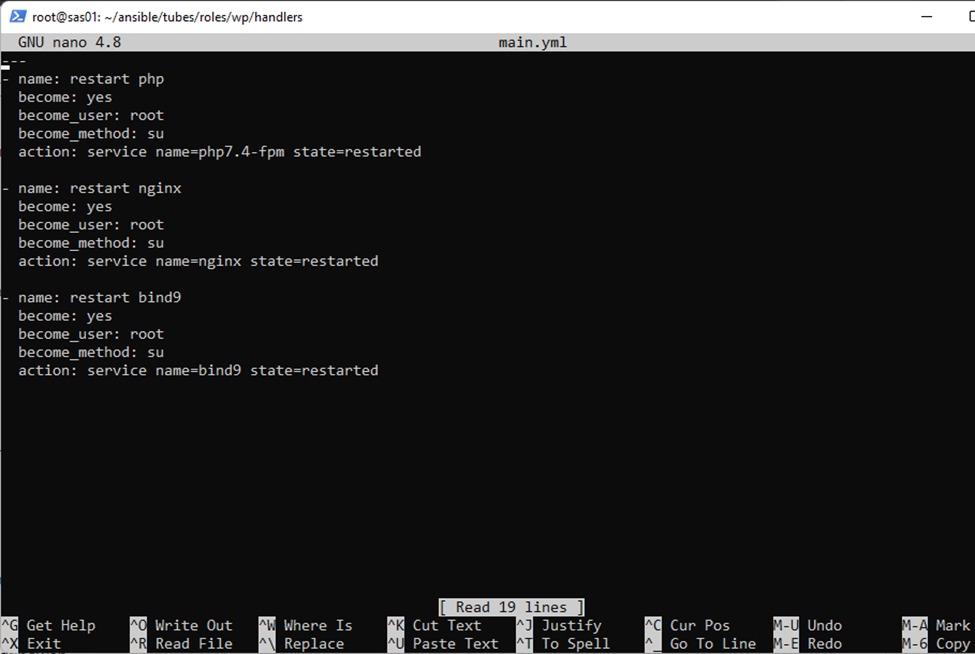 root@sas01: ~/ansible/tubes/roles/wp/handlers
GNU nano 4.8 main.yml
---
- name: restart php
  become: yes
  become_user: root
  become_method: su
  action: service name=php7.4-fpm state=restarted

- name: restart nginx
  become: yes
  become_user: root
  become_method: su
  action: service name=nginx state=restarted

- name: restart bind9
  become: yes
  become_user: root
  become_method: su
  action: service name=bind9 state=restarted

[ Read 19 lines ]
^G Get Help ^O Write Out ^W Where Is ^K Cut Text ^J Justify ^C Cur Pos M-U Undo M-A Mark
^X Exit ^R Read File ^\ Replace ^U Paste Text ^T To Spell ^_ Go To Line M-E Redo M-6 Copy